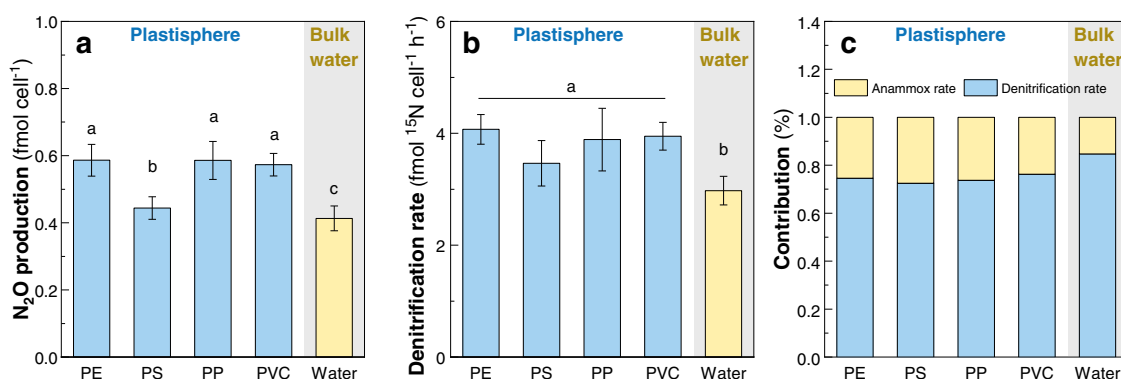 a
Plastisphere
Bulk
water
N₂O production (fmol cell⁻¹)
1.0
0.8
0.6
0.4
0.2
0.0
a
b
a
a
c
PE
PS
PP
PVC
Water
b
Plastisphere
Bulk
water
Denitrification rate (fmol ¹⁵N cell⁻¹ h⁻¹)
6
4
2
0
a
b
PE
PS
PP
PVC
Water
c
Plastisphere
Bulk
water
Contribution (%)
1.4
1.2
1.0
0.8
0.6
0.4
0.2
0.0
Anammox rate
Denitrification rate
PE
PS
PP
PVC
Water